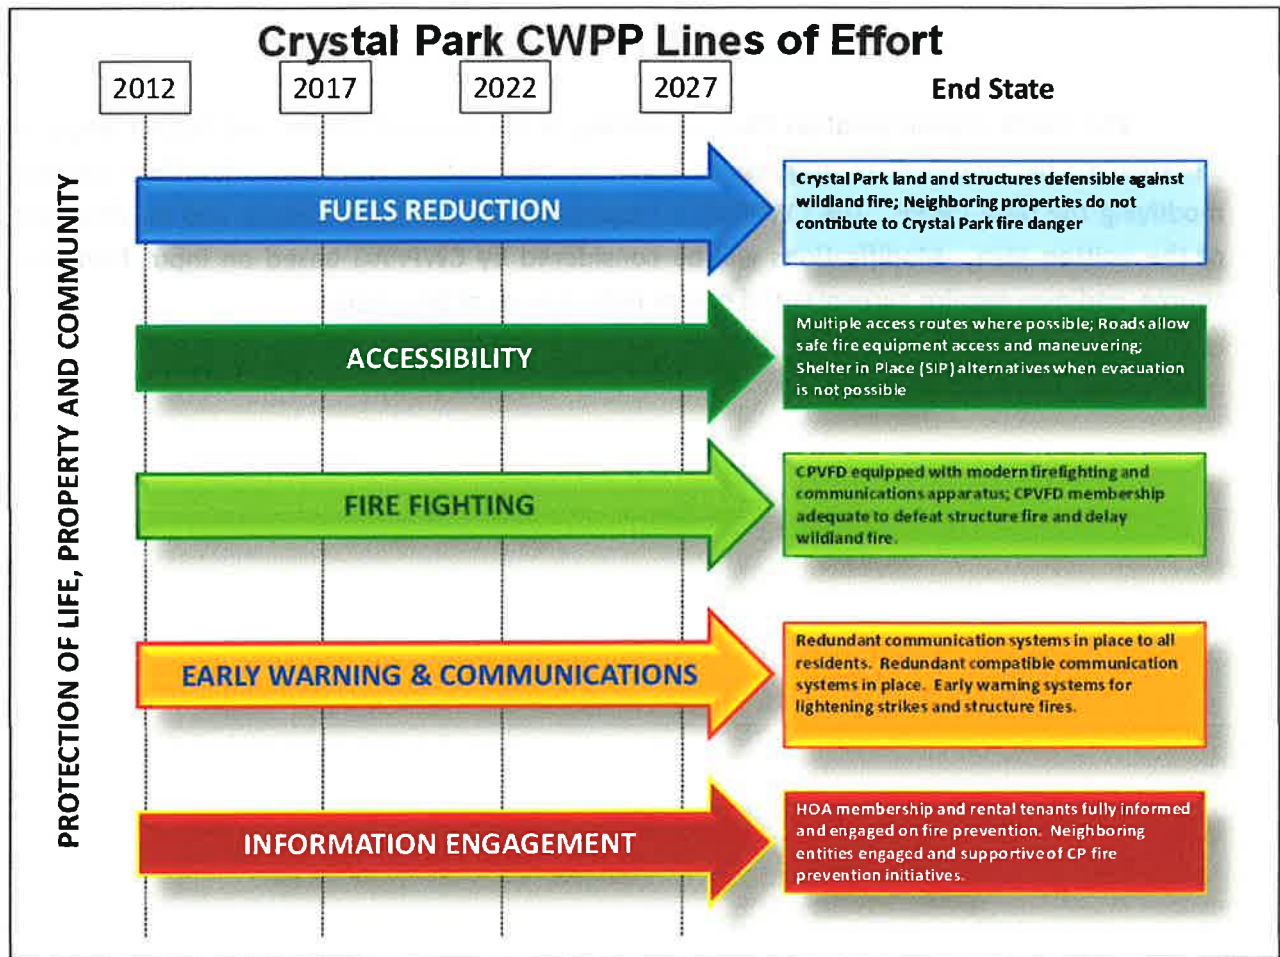 Crystal Park CWPP Lines of Effort
2012
2017
2022
2027
End State
PROTECTION OF LIFE, PROPERTY AND COMMUNITY
FUELS REDUCTION
Crystal Park land and structures defensible against
wildland fire; Neighboring properties do not
contribute to Crystal Park fire danger
ACCESSIBILITY
Multiple access routes where possible; Roads allow
safe fire equipment access and maneuvering;
Shelter in Place (SIP) alternatives when evacuation
is not possible
FIRE FIGHTING
CPVFD equipped with modern firefighting and
communications apparatus; CPVFD membership
adequate to defeat structure fire and delay
wildland fire.
EARLY WARNING & COMMUNICATIONS
Redundant communication systems in place to all
residents. Redundant compatible communication
systems in place. Early warning systems for
lightening strikes and structure fires.
INFORMATION ENGAGEMENT
HOA membership and rental tenants fully informed
and engaged on fire prevention. Neighboring
entities engaged and supportive of CP fire
prevention initiatives.